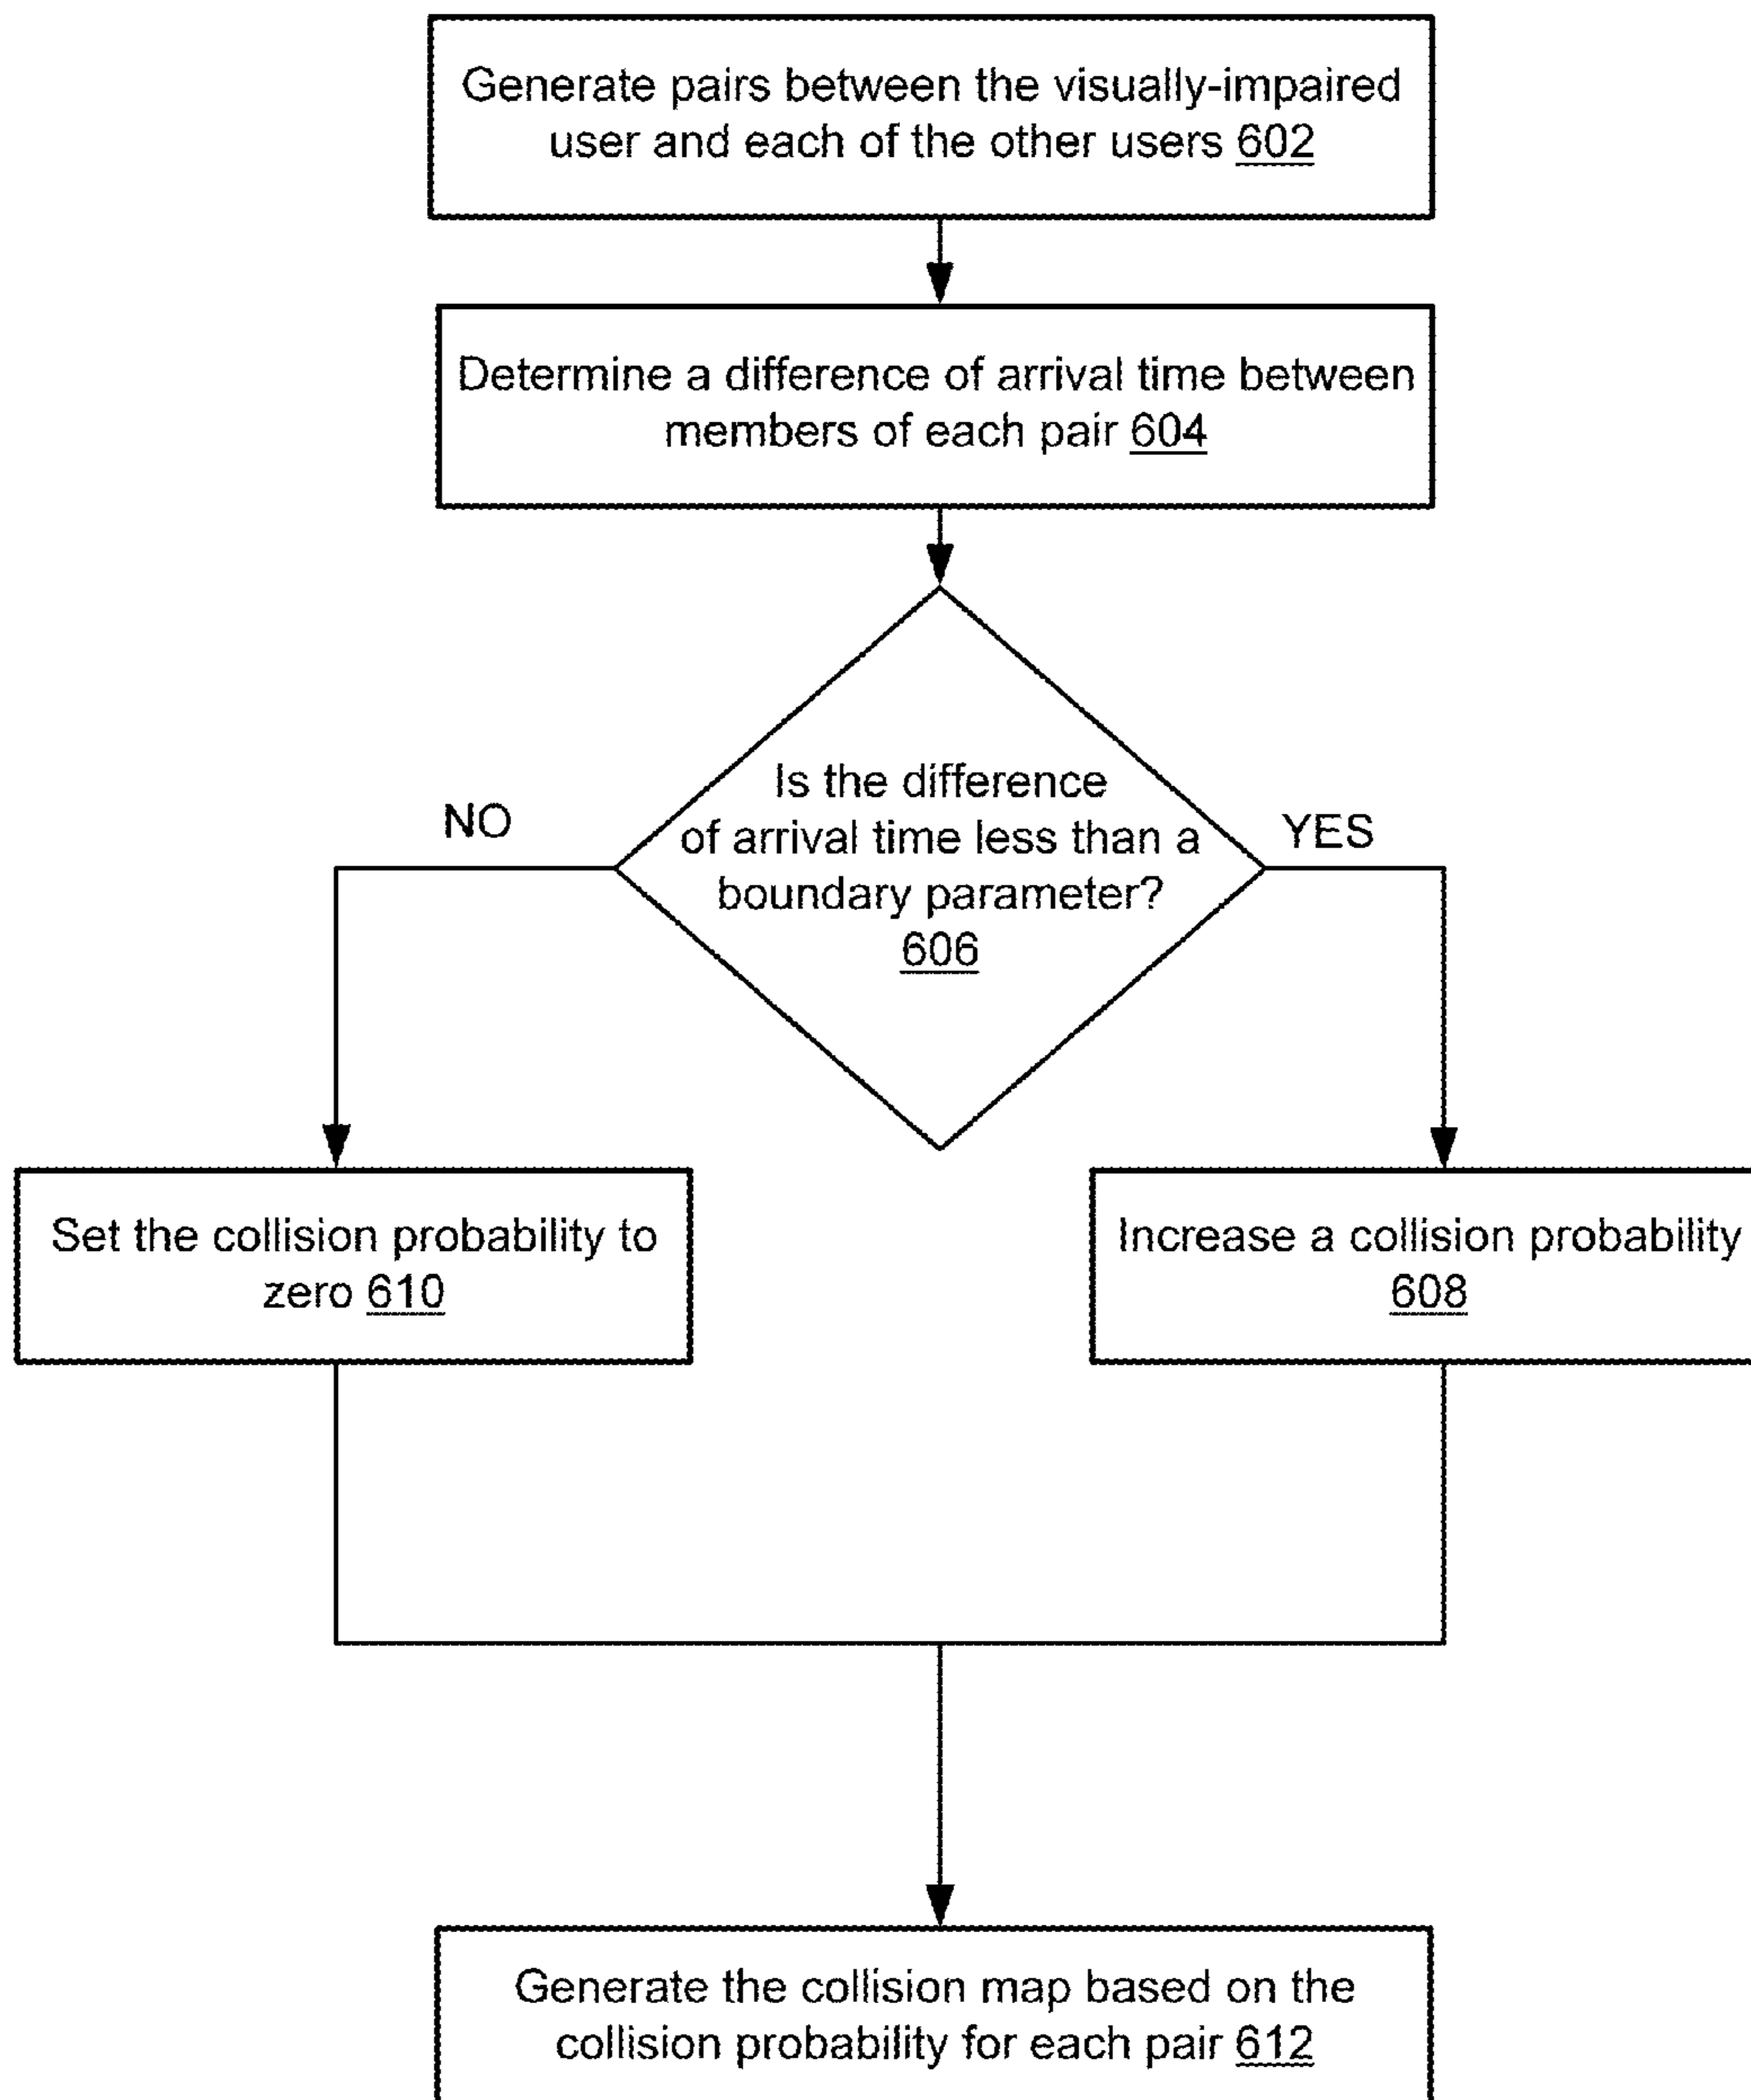 Generate pairs between the visually-impaired
user and each of the other users 602
Determine a difference of arrival time between
members of each pair 604
Is the difference
of arrival time less than a
boundary parameter?
606
NO
YES
Set the collision probability to
zero 610
Increase a collision probability
608
Generate the collision map based on the
collision probability for each pair 612